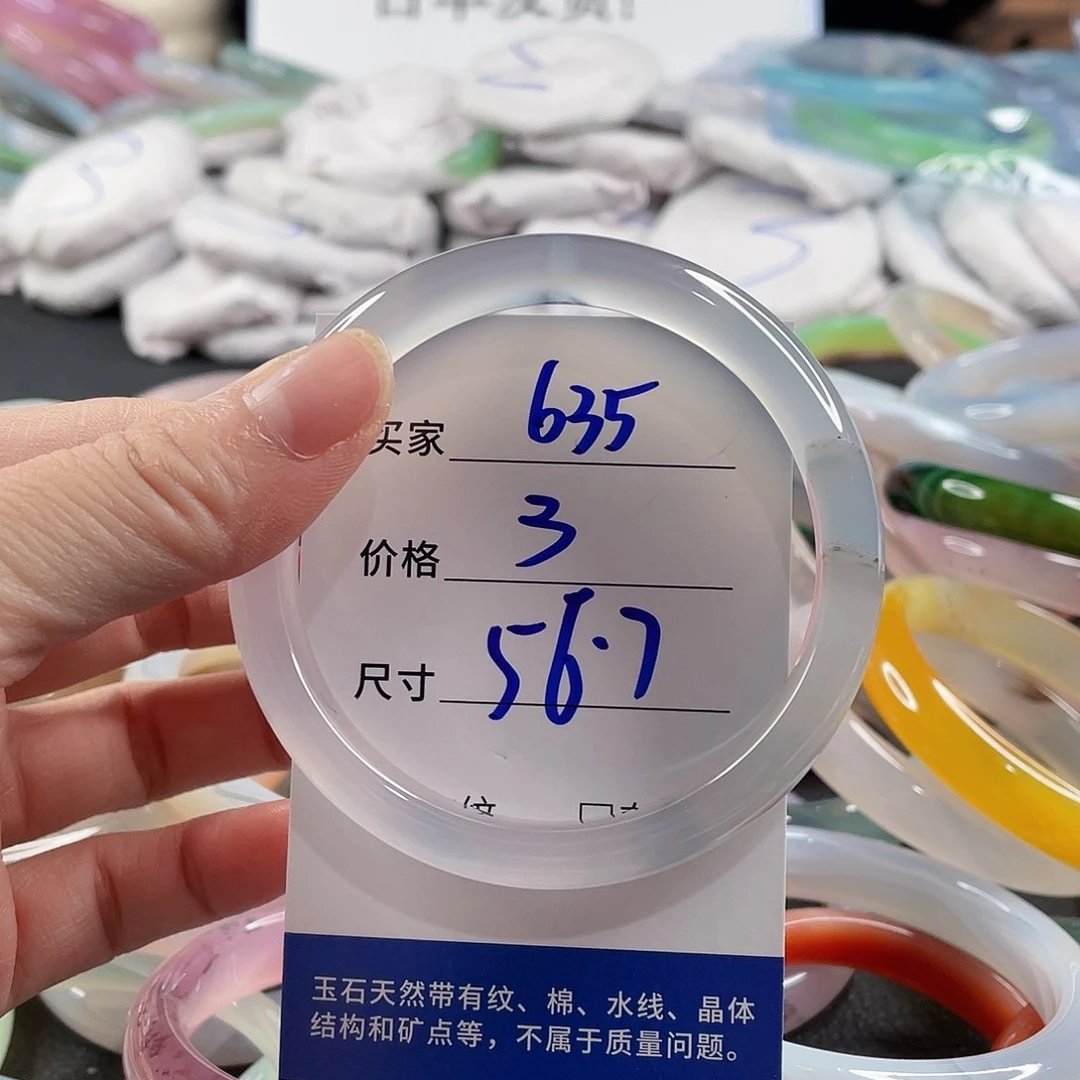 买家 635
价格 3
尺寸 56.7
玉石天然带有纹、棉、水线、晶体
结构和矿点等，不属于质量问题。